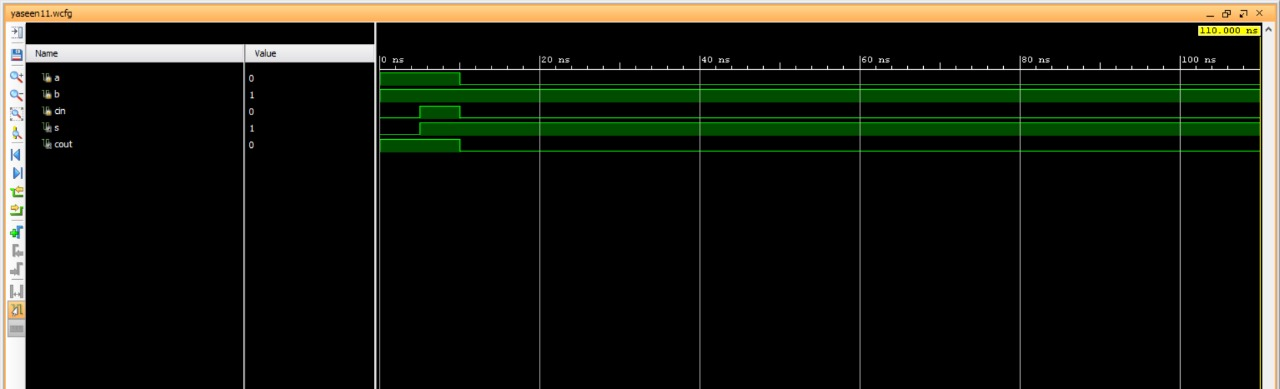 yaseen11.wcfg
110.000 ns
Name Value
0 ns 20 ns 40 ns 60 ns 80 ns 100 ns
a 0
b 1
cin 0
s 1
cout 0